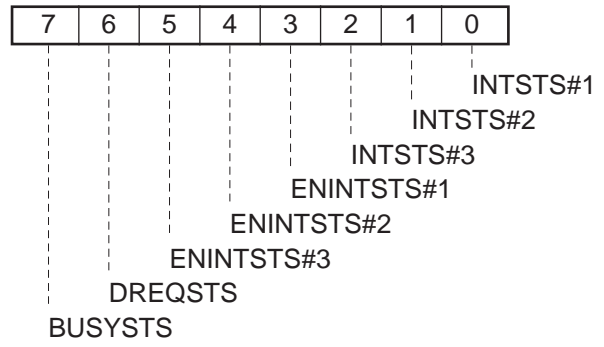 7 6 5 4 3 2 1 0
INTSTS#1
INTSTS#2
INTSTS#3
ENINTSTS#1
ENINTSTS#2
ENINTSTS#3
DREQSTS
BUSYSTS